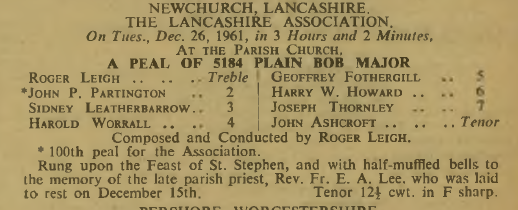 NEWCHURCH, LANCASHIRE.
THE LANCASHIRE ASSOCIATION.
On Tues., Dec. 26, 1961, in 3 Hours and 2 Minutes,
AT THE PARISH CHURCH,
A PEAL OF 5184 PLAIN BOB MAJOR
ROGER LEIGH .. .. .. Treble
*JOHN P. PARTINGTON .. 2
SIDNEY LEATHERBARROW.. 3
HAROLD WORRALL .. .. 4
GEOFFREY FOTHERGILL .. 5
HARRY W. HOWARD .. .. 6
JOSEPH THORNLEY .. .. 7
JOHN ASHCROFT .. .. .. Tenor
Composed and Conducted by ROGER LEIGH.
* 100th peal for the Association.
Rung upon the Feast of St. Stephen, and with half-muffled bells to
the memory of the late parish priest, Rev. Fr. E. A. Lee, who was laid
to rest on December 15th. Tenor 12½ cwt. in F sharp.
PERSHORE, WORCESTERSHIRE